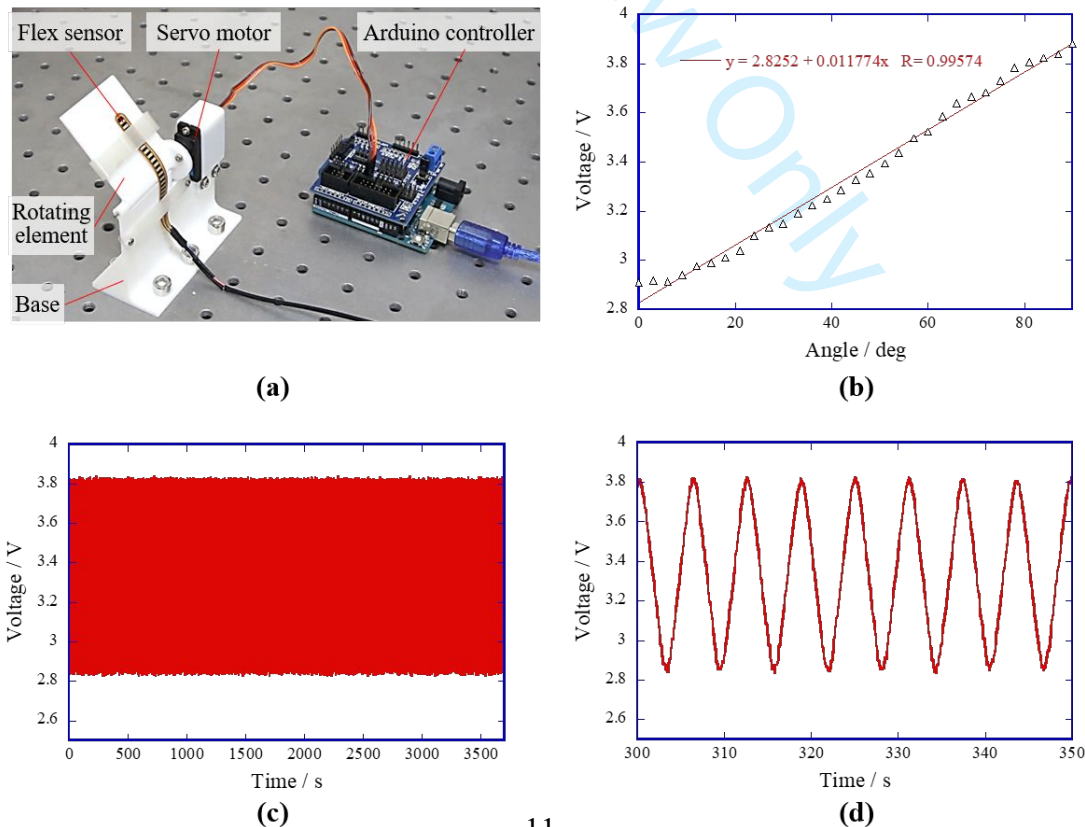 Flex sensor
Servo motor
Arduino controller
Rotating
element
Base
(a)
w Only
4
3.8
3.6
3.4
3.2
3
2.8
0
20
40
60
80
Voltage / V
Angle / deg
y = 2.8252 + 0.011774x R= 0.99574
(b)
4
3.8
3.6
3.4
3.2
3
2.8
2.6
0
500
1000
1500
2000
2500
3000
3500
Voltage / V
Time / s
(c)
4
3.8
3.6
3.4
3.2
3
2.8
2.6
300
310
320
330
340
350
Voltage / V
Time / s
(d)